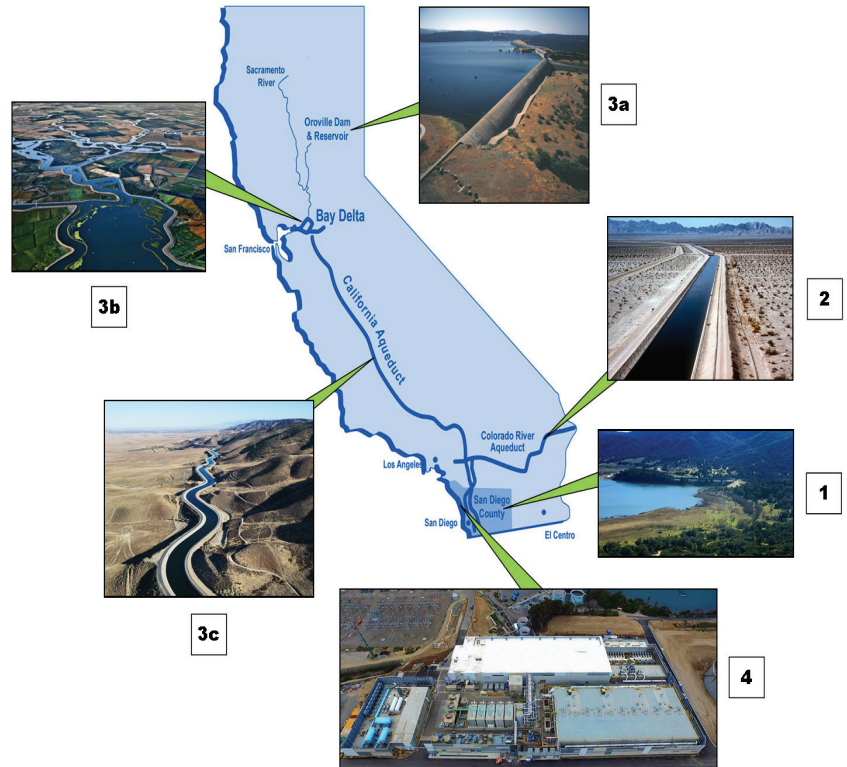 Sacramento
River
3a
Oroville Dam
& Reservoir
Bay Delta
San Francisco
3b
2
California Aqueduct
Colorado River
Aqueduct
Los Angeles
1
San Diego
County
San Diego
El Centro
3c
4